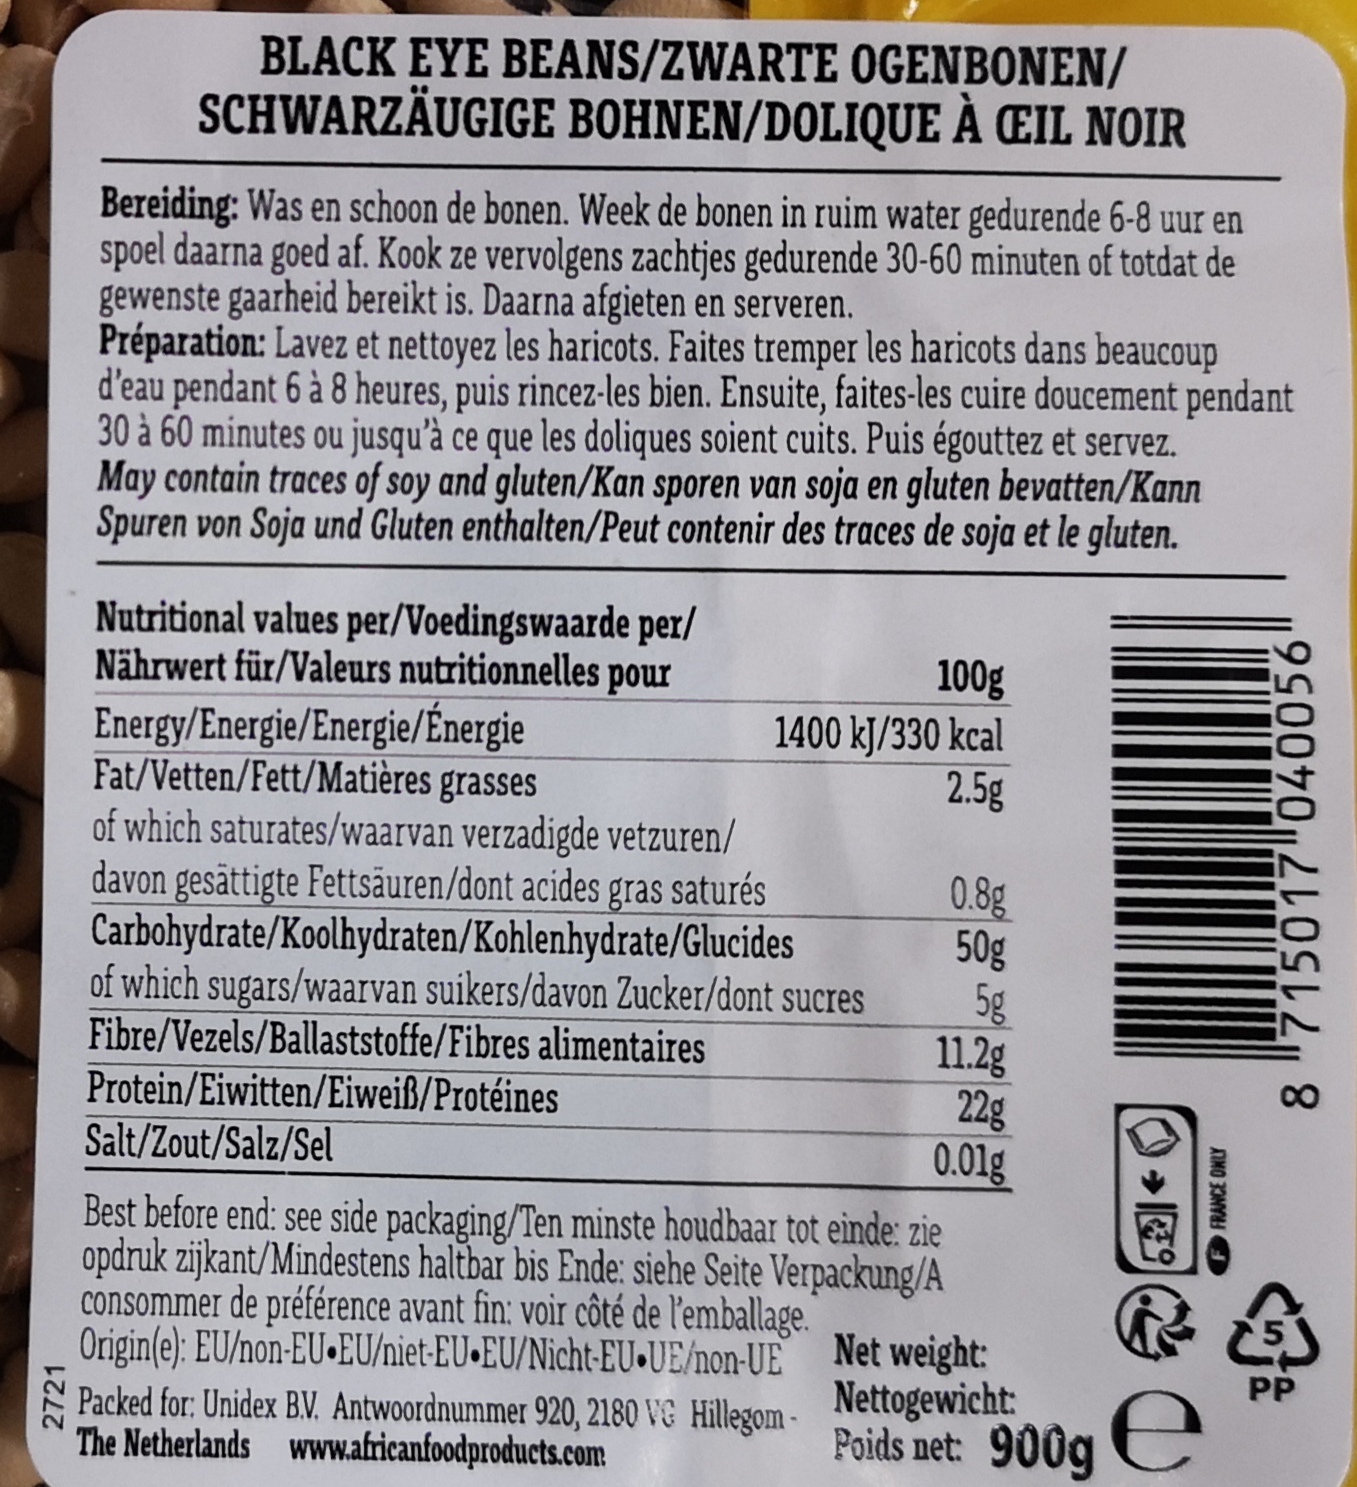 BLACK EYE BEANS/ZWARTE OGENBONEN/
SCHWARZÄUGIGE BOHNEN/DOLIQUE À ŒIL NOIR
Bereiding: Was en schoon de bonen. Week de bonen in ruim water gedurende 6-8 uur en
spoel daarna goed af. Kook ze vervolgens zachtjes gedurende 30-60 minuten of totdat de
gewenste gaarheid bereikt is. Daarna afgieten en serveren.
Préparation: Lavez et nettoyez les haricots. Faites tremper les haricots dans beaucoup
d'eau pendant 6 à 8 heures, puis rincez-les bien. Ensuite, faites-les cuire doucement pendant
30 à 60 minutes ou jusqu'à ce que les doliques soient cuits. Puis égouttez et servez.
May contain traces of soy and gluten/Kan sporen van soja en gluten bevatten/Kann
Spuren von Soja und Gluten enthalten/Peut contenir des traces de soja et le gluten.
Nutritional values per/Voedingswaarde per/
Nährwert für/Valeurs nutritionnelles pour 100g
Energy/Energie/Energie/Énergie 1400 kJ/330 kcal
Fat/Vetten/Fett/Matières grasses 2.5g
of which saturates/waarvan verzadigde vetzuren/
davon gesättigte Fettsäuren/dont acides gras saturés 0.8g
Carbohydrate/Koolhydraten/Kohlenhydrate/Glucides 50g
of which sugars/waarvan suikers/davon Zucker/dont sucres 5g
Fibre/Vezels/Ballaststoffe/Fibres alimentaires 11.2g
Protein/Eiwitten/Eiweiß/Protéines 22g
Salt/Zout/Salz/Sel 0.01g
Best before end: see side packaging/Ten minste houdbaar tot einde: zie
opdruk zijkant/Mindestens haltbar bis Ende: siehe Seite Verpackung/A
consommer de préférence avant fin: voir côté de l'emballage.
Origin(e): EU/non-EU•EU/niet-EU•EU/Nicht-EU•UE/non-UE
Packed for: Unidex B.V. Antwoordnummer 920, 2180 VG Hillegom -
The Netherlands www.africanfoodproducts.com
2721
Net weight:
Nettogewicht:
Poids net: 900g e
8 715017 040056
F FRANCE ONLY
5
PP